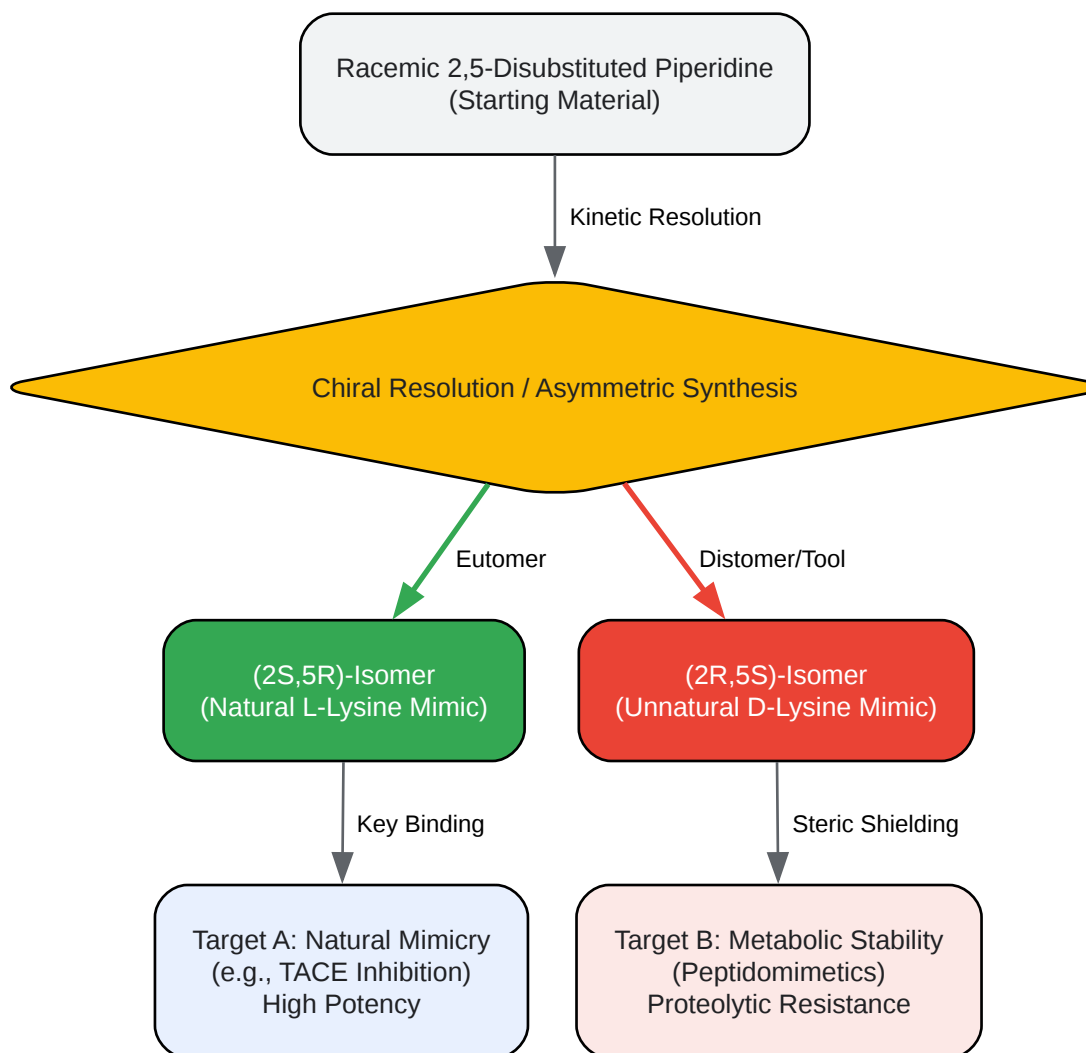 Racemic 2,5-Disubstituted Piperidine
(Starting Material)
Kinetic Resolution
Chiral Resolution / Asymmetric Synthesis
Eutomer
Distomer/Tool
(2S,5R)-Isomer
(Natural L-Lysine Mimic)
(2R,5S)-Isomer
(Unnatural D-Lysine Mimic)
Key Binding
Steric Shielding
Target A: Natural Mimicry
(e.g., TACE Inhibition)
High Potency
Target B: Metabolic Stability
(Peptidomimetics)
Proteolytic Resistance